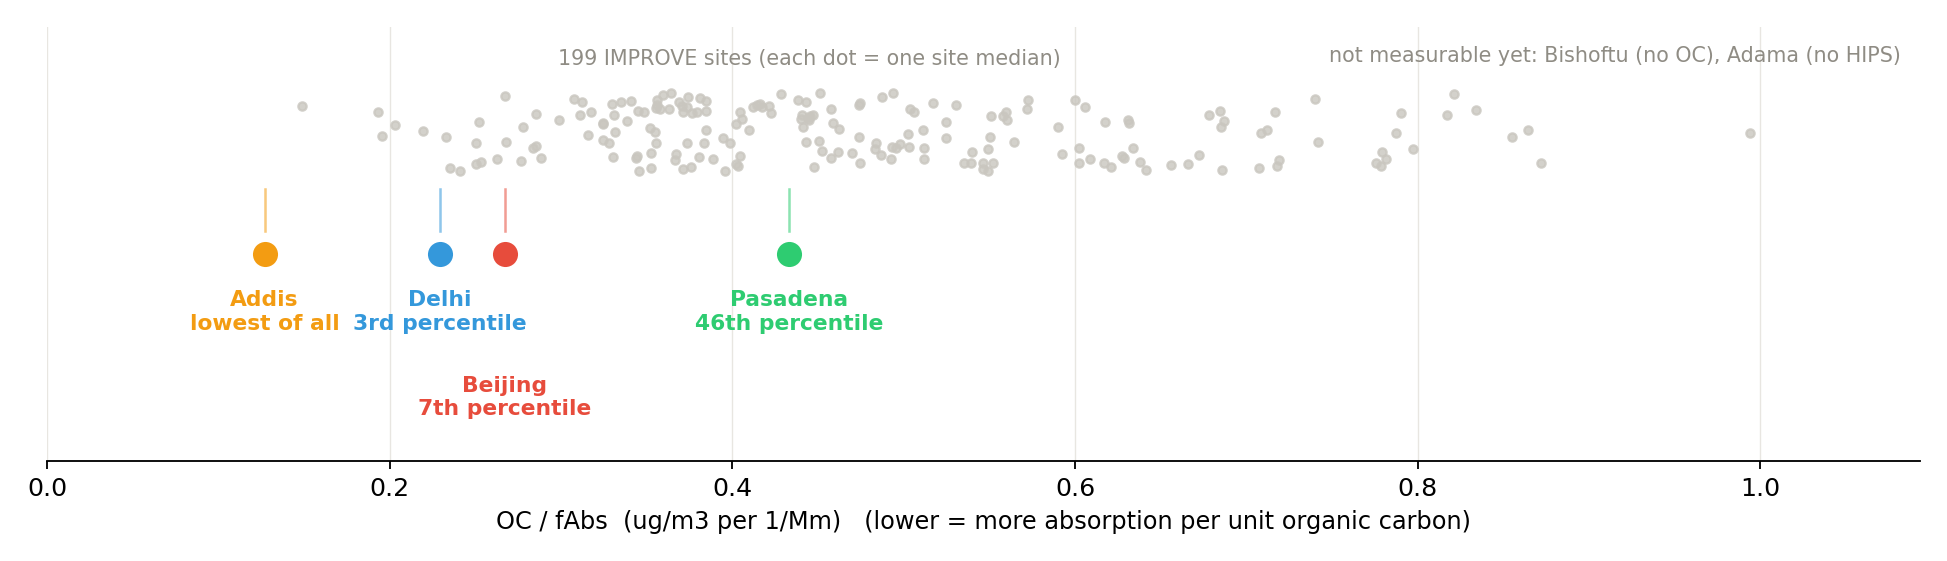 199 IMPROVE sites (each dot = one site median)
not measurable yet: Bishoftu (no OC), Adama (no HIPS)
Addis
lowest of all
Delhi
3rd percentile
Pasadena
46th percentile
Beijing
7th percentile
0.0
0.2
0.4
0.6
0.8
1.0
OC / fAbs (ug/m3 per 1/Mm) (lower = more absorption per unit organic carbon)